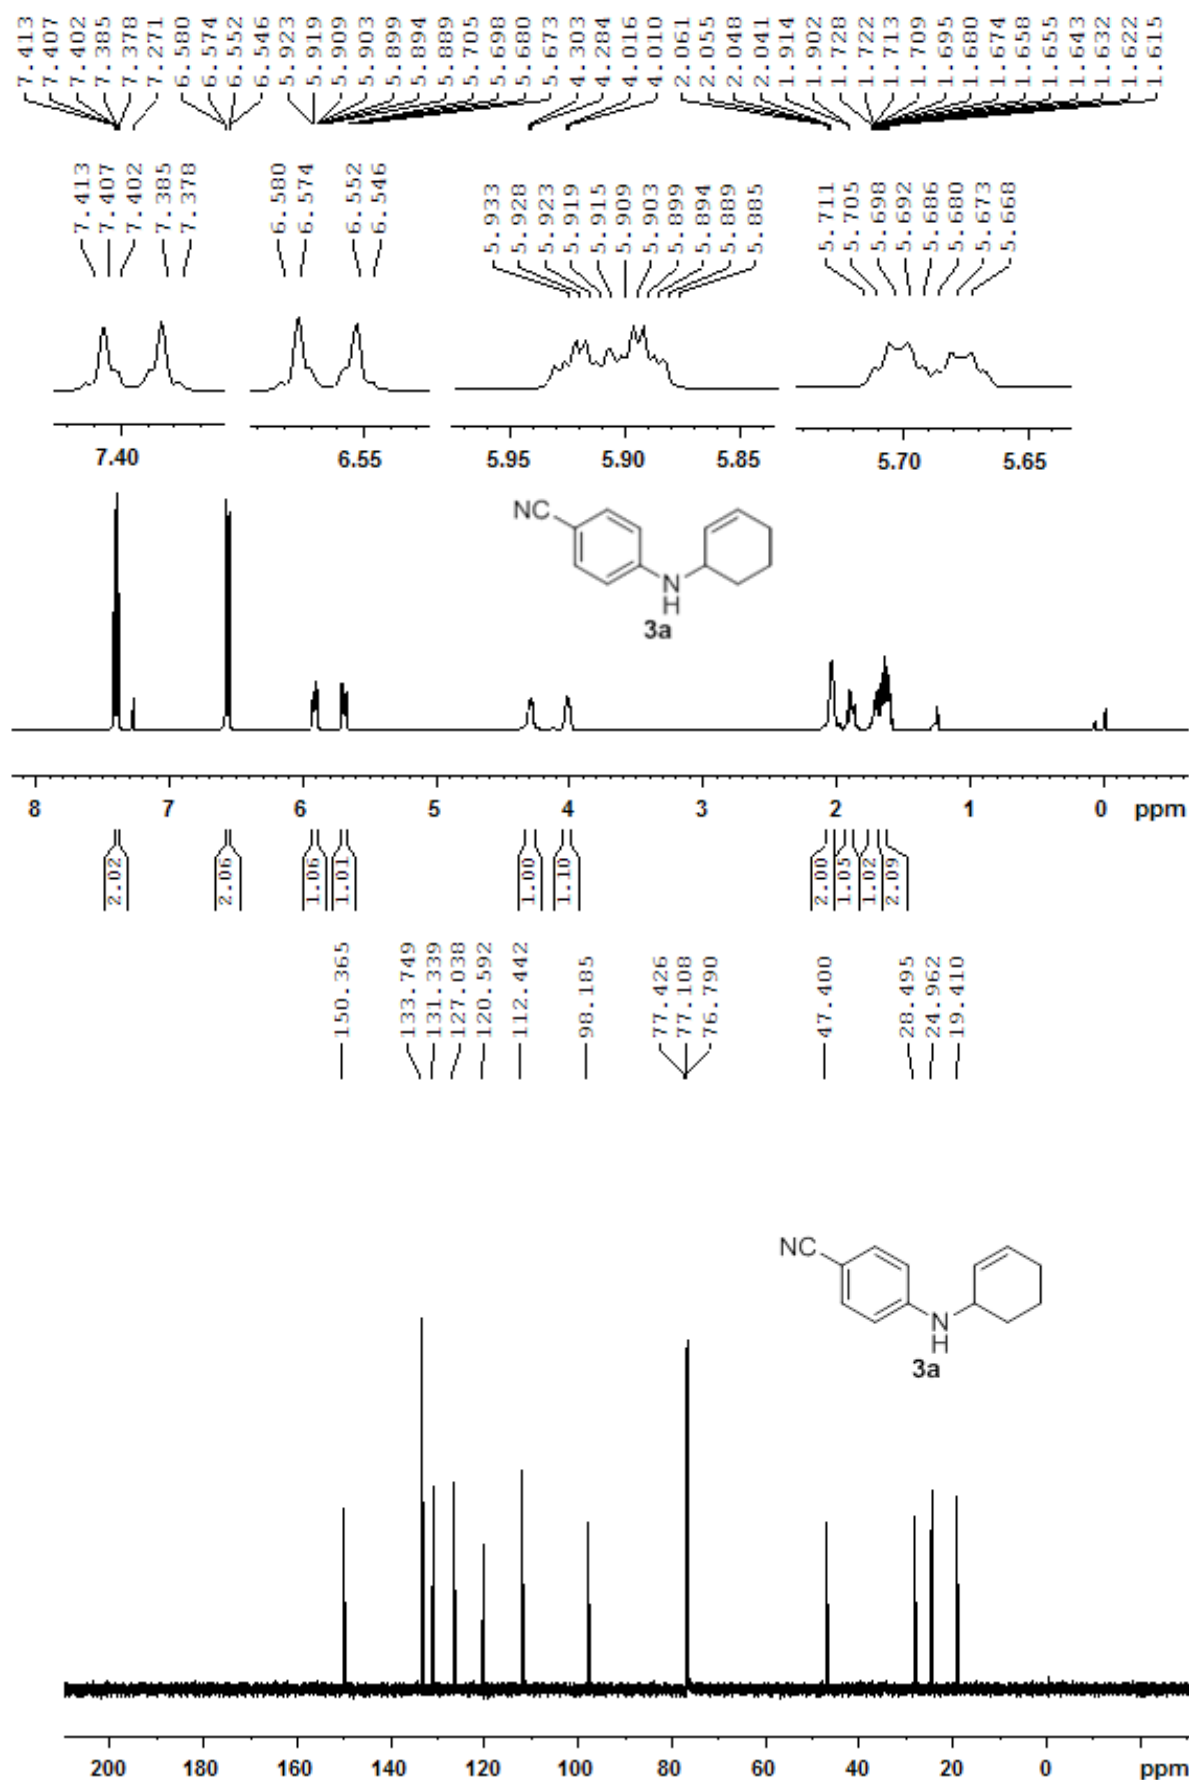 7.413 7.407 7.402 7.385 7.378 7.271 6.580 6.574 6.552 6.546 5.923 5.919 5.909 5.903 5.899 5.894 5.889 5.705 5.698 5.680 5.673 4.303 4.284 4.016 4.010 2.061 2.055 2.048 2.041 1.914 1.902 1.728 1.722 1.713 1.709 1.695 1.680 1.674 1.658 1.655 1.643 1.632 1.622 1.615
7.413 7.407 7.402 7.385 7.378 6.580 6.574 6.552 6.546 5.933 5.928 5.923 5.919 5.915 5.909 5.903 5.899 5.894 5.889 5.885 5.711 5.705 5.698 5.692 5.686 5.680 5.673 5.668
7.40 6.55 5.95 5.90 5.85 5.70 5.65
NC
N
H
3a
8 7 6 5 4 3 2 1 0 ppm
2.02 2.06 1.06 1.01 1.00 1.10 2.00 1.05 1.02 2.09
150.365 133.749 131.339 127.038 120.592 112.442 98.185 77.426 77.108 76.790 47.400 28.495 24.962 19.410
NC
N
H
3a
200 180 160 140 120 100 80 60 40 20 0 ppm